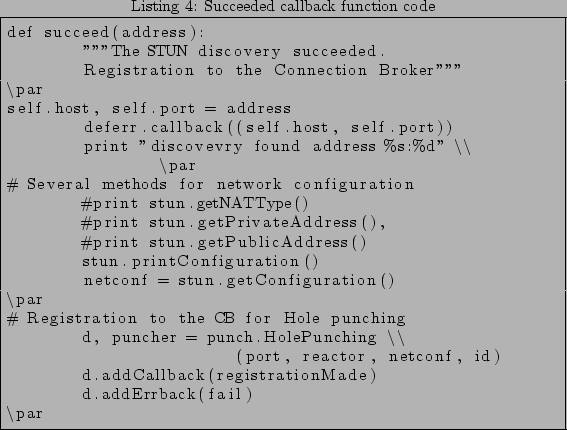 Listing 4: Succeeded callback function code
def succeed(address):
"""The STUN discovery succeeded.
Registration to the Connection Broker"""
\par
self.host, self.port = address
deferr.callback((self.host, self.port))
print "discovevry found address %s:%d" \\
\par
# Several methods for network configuration
#print stun.getNATType()
#print stun.getPrivateAddress(),
#print stun.getPublicAddress()
stun.printConfiguration()
netconf = stun.getConfiguration()
\par
# Registration to the CB for Hole punching
d, puncher = punch.HolePunching \\
(port, reactor, netconf, id)
d.addCallback(registrationMade)
d.addErrback(fail)
\par